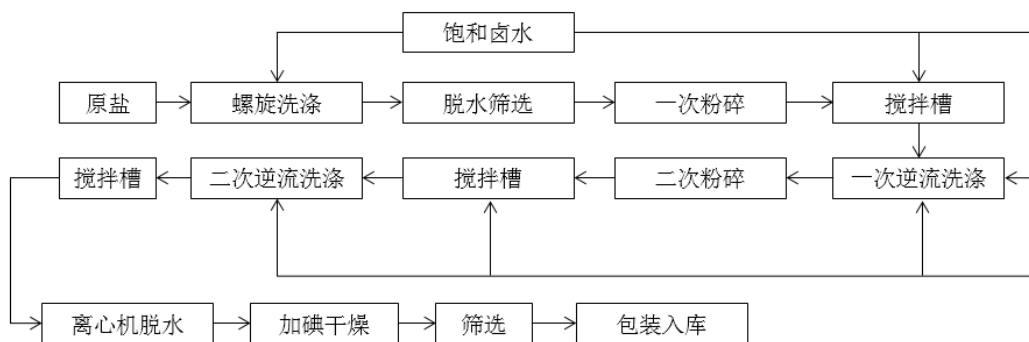 饱和卤水
原盐
螺旋洗涤
脱水筛选
一次粉碎
搅拌槽
搅拌槽
二次逆流洗涤
搅拌槽
二次粉碎
一次逆流洗涤
离心机脱水
加碘干燥
筛选
包装入库